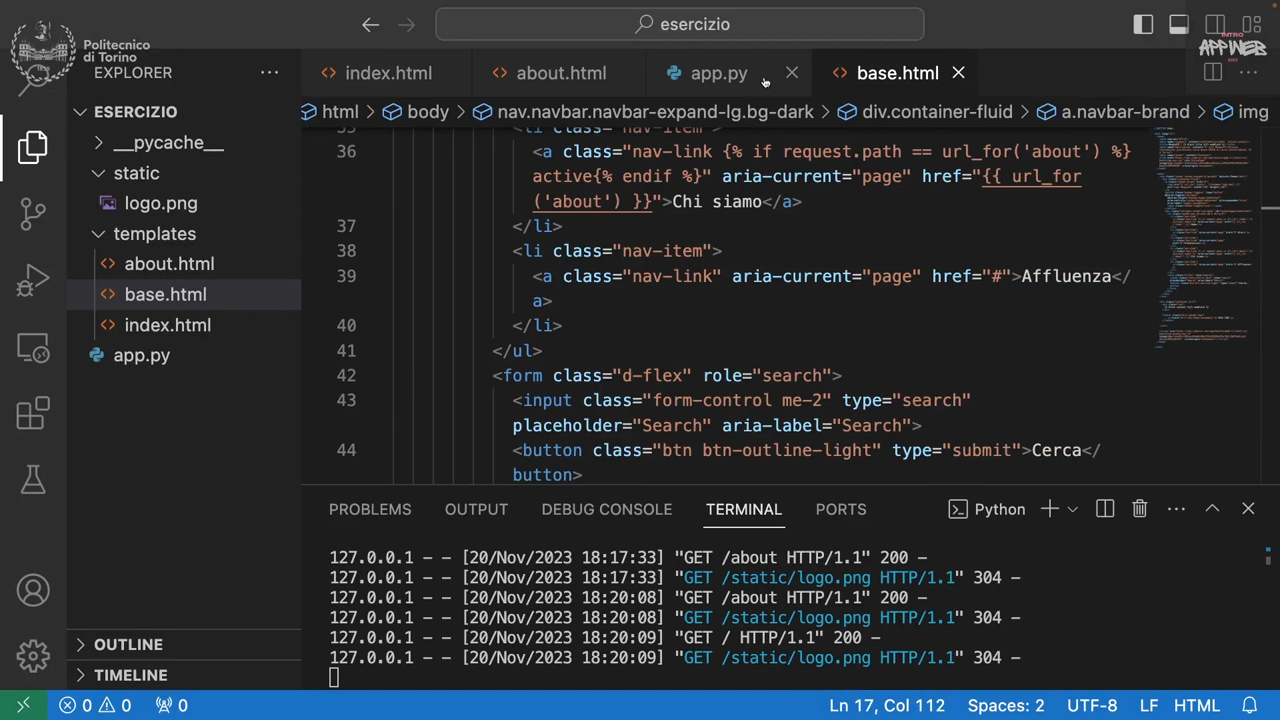 esercizio
Politecnico
di Torino
INTRO
APPIWEB
2023
EXPLORER
index.html
about.html
app.py
base.html
ESERCIZIO
html > body > nav.navbar.navbar-expand-lg.bg-dark > div.container-fluid > a.navbar-brand > img
__pycache__
static
logo.png
templates
about.html
base.html
index.html
app.py
35 <li class="nav-item">
36 class="nav-link {% if equest.path == l_for('about') %}
active{% endif %}" aria-current="page" href="{{ url_for
('about') }}">Chi siamo</a>
37 <li>
38 <li class="nav-item">
39 class="nav-link" aria-current="page" href="#">Affluenza</
a>
40 </li>
41 </ul>
42 <form class="d-flex" role="search">
43 <input class="form-control me-2" type="search"
placeholder="Search" aria-label="Search">
44 <button class="btn btn-outline-light" type="submit">Cerca</
button>
PROBLEMS OUTPUT DEBUG CONSOLE TERMINAL PORTS Python
127.0.0.1 - - [20/Nov/2023 18:17:33] "GET /about HTTP/1.1" 200 -
127.0.0.1 - - [20/Nov/2023 18:17:33] "GET /static/logo.png HTTP/1.1" 304 -
127.0.0.1 - - [20/Nov/2023 18:20:08] "GET /about HTTP/1.1" 200 -
127.0.0.1 - - [20/Nov/2023 18:20:08] "GET /static/logo.png HTTP/1.1" 304 -
127.0.0.1 - - [20/Nov/2023 18:20:09] "GET / HTTP/1.1" 200 -
127.0.0.1 - - [20/Nov/2023 18:20:09] "GET /static/logo.png HTTP/1.1" 304 -
OUTLINE
TIMELINE
0 0 0 Ln 17, Col 112 Spaces: 2 UTF-8 LF HTML